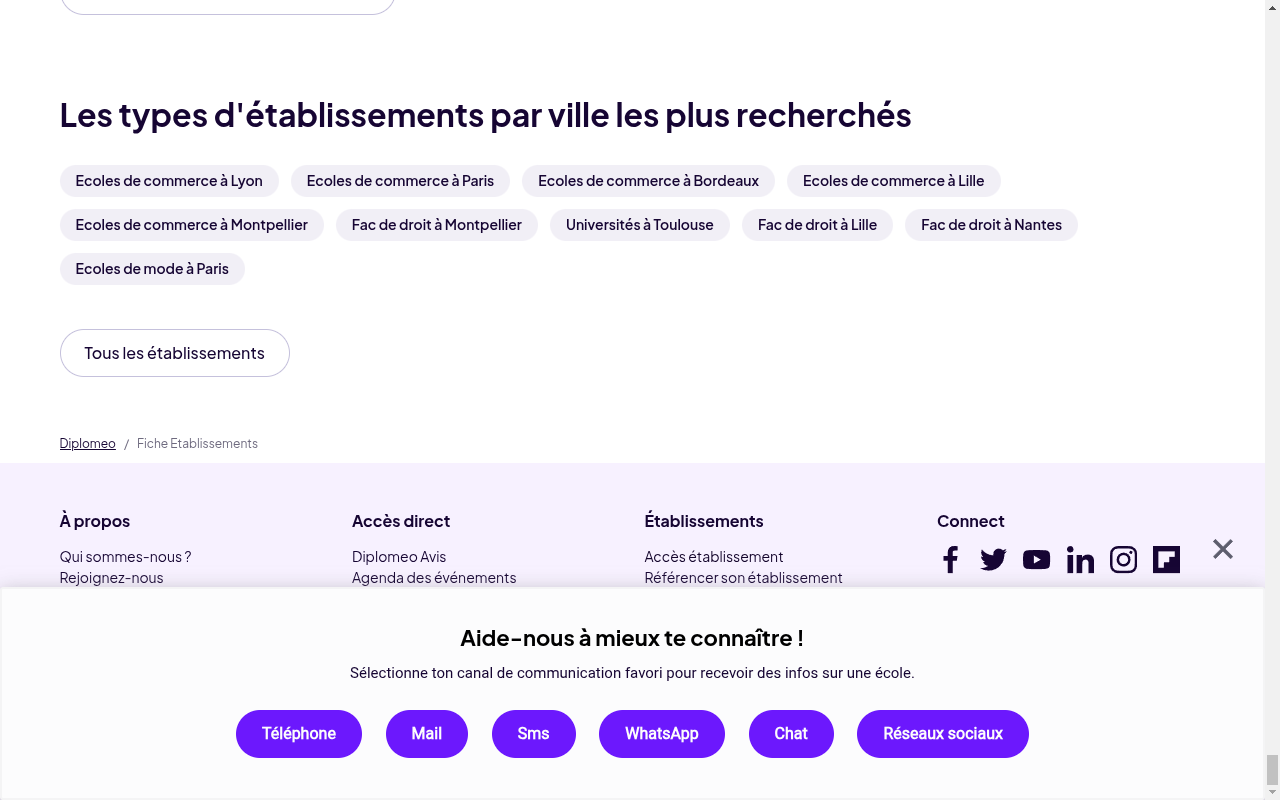 Les types d'établissements par ville les plus recherchés
Ecoles de commerce à Lyon
Ecoles de commerce à Paris
Ecoles de commerce à Bordeaux
Ecoles de commerce à Lille
Ecoles de commerce à Montpellier
Fac de droit à Montpellier
Universités à Toulouse
Fac de droit à Lille
Fac de droit à Nantes
Ecoles de mode à Paris
Tous les établissements
Diplomeo / Fiche Etablissements
À propos
Qui sommes-nous ?
Rejoignez-nous
Accès direct
Diplomeo Avis
Agenda des événements
Établissements
Accès établissement
Référencer son établissement
Connect
Aide-nous à mieux te connaître !
Sélectionne ton canal de communication favori pour recevoir des infos sur une école.
Téléphone
Mail
Sms
WhatsApp
Chat
Réseaux sociaux